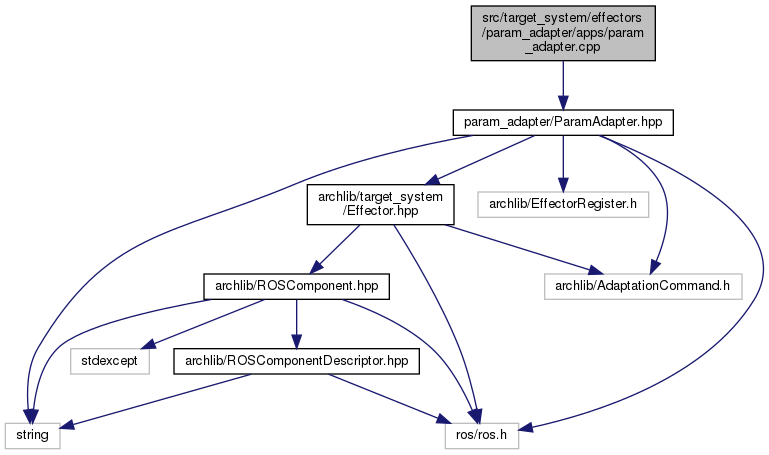 src/target_system/effectors
/param_adapter/apps/param
_adapter.cpp
param_adapter/ParamAdapter.hpp
archlib/target_system
/Effector.hpp
archlib/EffectorRegister.h
archlib/ROSComponent.hpp
archlib/AdaptationCommand.h
stdexcept
archlib/ROSComponentDescriptor.hpp
string
ros/ros.h